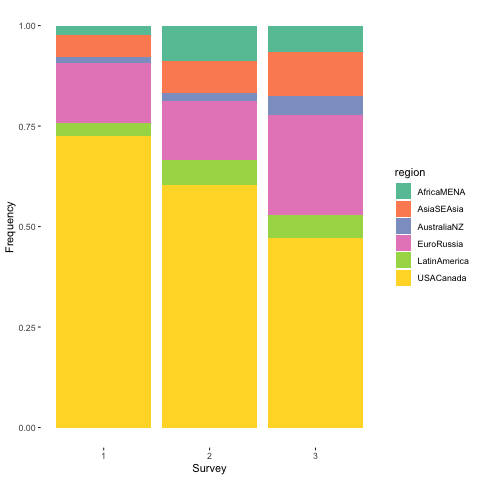 1.00
0.75
0.50
0.25
0.00
Frequency
1
2
3
Survey
region
AfricaMENA
AsiaSEAsia
AustraliaNZ
EuroRussia
LatinAmerica
USACanada